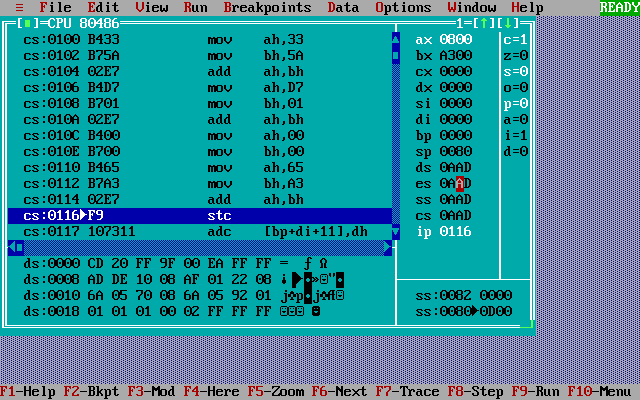 ≡ File Edit View Run Breakpoints Data Options Window Help READY
[■]=CPU 80486 1=[↑][↓]
cs:0100 B433 mov ah,33 ax 0800 c=1
cs:0102 B75A mov bh,5A bx A300 z=0
cs:0104 02E7 add ah,bh cx 0000 s=0
cs:0106 B4D7 mov ah,D7 dx 0000 o=0
cs:0108 B701 mov bh,01 si 0000 p=0
cs:010A 02E7 add ah,bh di 0000 a=0
cs:010C B400 mov ah,00 bp 0000 i=1
cs:010E B700 mov bh,00 sp 0080 d=0
cs:0110 B465 mov ah,65 ds 0AAD
cs:0112 B7A3 mov bh,A3 es 0AAD
cs:0114 02E7 add ah,bh ss 0AAD
cs:0116►F9 stc cs 0AAD
cs:0117 107311 adc [bp+di+11],dh ip 0116
ds:0000 CD 20 FF 9F 00 EA FF FF = ƒ Ω
ds:0008 AD DE 10 08 AF 01 22 08
ds:0010 6A 05 70 08 6A 05 92 01 ss:0082 0000
ds:0018 01 01 01 00 02 FF FF FF ss:0080►0D00
F1-Help F2-Bkpt F3-Mod F4-Here F5-Zoom F6-Next F7-Trace F8-Step F9-Run F10-Menu